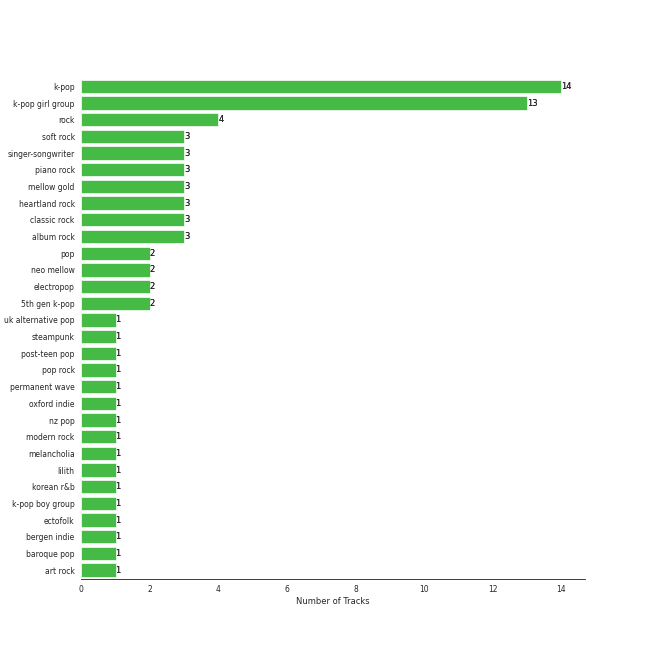 k-pop 14
k-pop girl group 13
rock 4
soft rock 3
singer-songwriter 3
piano rock 3
mellow gold 3
heartland rock 3
classic rock 3
album rock 3
pop 2
neo mellow 2
electropop 2
5th gen k-pop 2
uk alternative pop 1
steampunk 1
post-teen pop 1
pop rock 1
permanent wave 1
oxford indie 1
nz pop 1
modern rock 1
melancholia 1
lilith 1
korean r&b 1
k-pop boy group 1
ectofolk 1
bergen indie 1
baroque pop 1
art rock 1
0 2 4 6 8 10 12 14
Number of Tracks